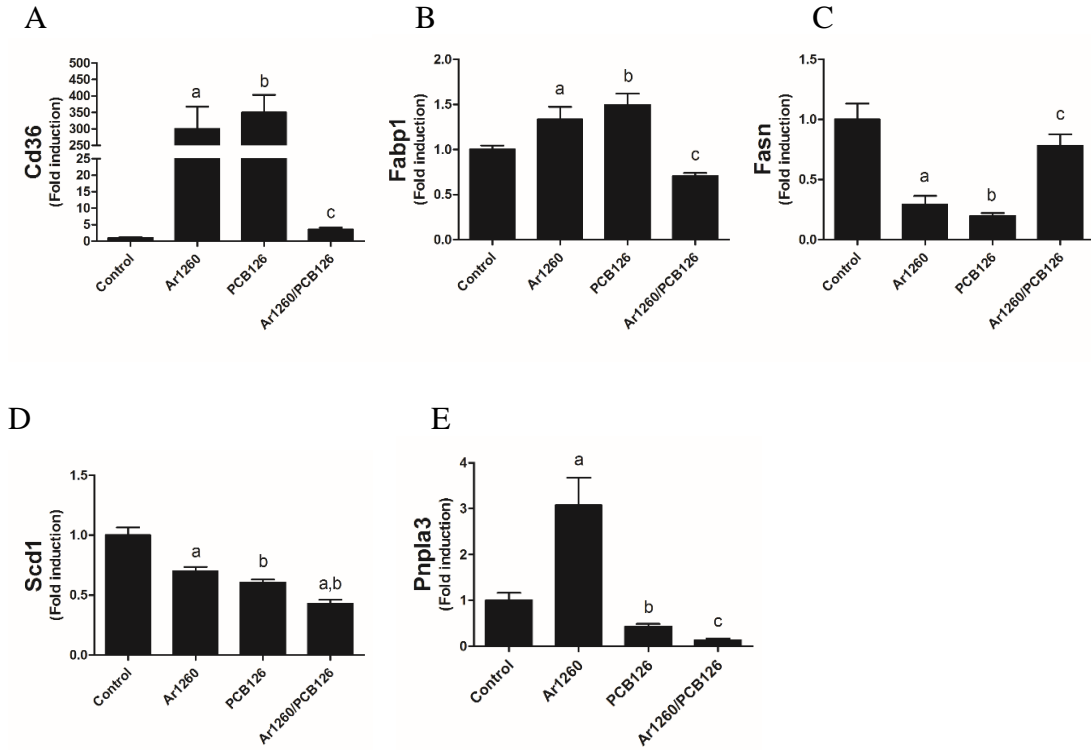 A
Cd36
(Fold induction)
500
450
400
350
300
250
25
20
15
10
5
0
a
b
c
Control
Ar1260
PCB126
Ar1260/PCB126
B
Fabp1
(Fold induction)
2.0
1.5
1.0
0.5
0.0
a
b
c
Control
Ar1260
PCB126
Ar1260/PCB126
C
Fasn
(Fold induction)
1.5
1.0
0.5
0.0
a
b
c
Control
Ar1260
PCB126
Ar1260/PCB126
D
Scd1
(Fold induction)
1.5
1.0
0.5
0.0
a
b
a,b
Control
Ar1260
PCB126
Ar1260/PCB126
E
Pnpla3
(Fold induction)
4
3
2
1
0
a
b
c
Control
Ar1260
PCB126
Ar1260/PCB126